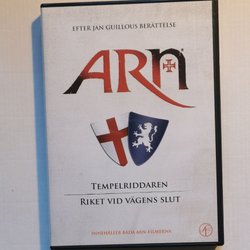 EFTER JAN GUILLOUS BERÄTTELSE
ARN
TEMPELRIDDAREN
RIKET VID VÄGENS SLUT
INNEHÅLLER BÅDA ARN-FILMERNA